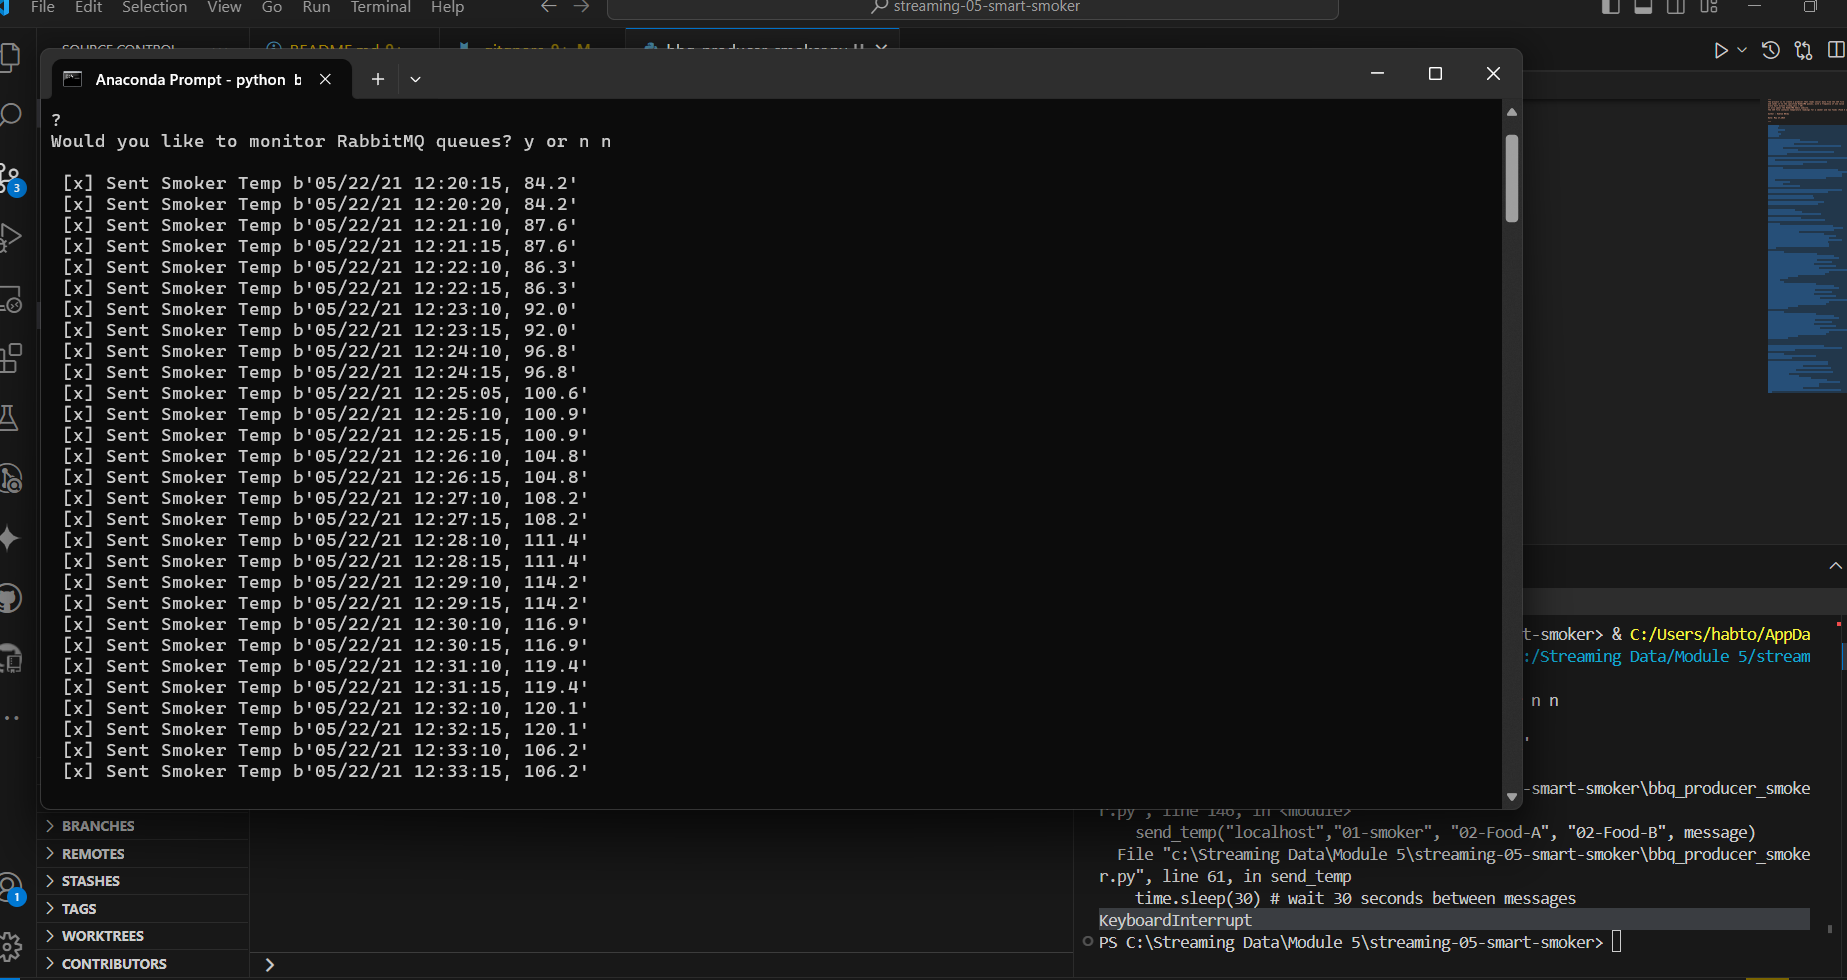 File Edit Selection View Go Run Terminal Help
streaming-05-smart-smoker
Anaconda Prompt - python b
?
Would you like to monitor RabbitMQ queues? y or n n
[x] Sent Smoker Temp b'05/22/21 12:20:15, 84.2'
[x] Sent Smoker Temp b'05/22/21 12:20:20, 84.2'
[x] Sent Smoker Temp b'05/22/21 12:21:10, 87.6'
[x] Sent Smoker Temp b'05/22/21 12:21:15, 87.6'
[x] Sent Smoker Temp b'05/22/21 12:22:10, 86.3'
[x] Sent Smoker Temp b'05/22/21 12:22:15, 86.3'
[x] Sent Smoker Temp b'05/22/21 12:23:10, 92.0'
[x] Sent Smoker Temp b'05/22/21 12:23:15, 92.0'
[x] Sent Smoker Temp b'05/22/21 12:24:10, 96.8'
[x] Sent Smoker Temp b'05/22/21 12:24:15, 96.8'
[x] Sent Smoker Temp b'05/22/21 12:25:05, 100.6'
[x] Sent Smoker Temp b'05/22/21 12:25:10, 100.9'
[x] Sent Smoker Temp b'05/22/21 12:25:15, 100.9'
[x] Sent Smoker Temp b'05/22/21 12:26:10, 104.8'
[x] Sent Smoker Temp b'05/22/21 12:26:15, 104.8'
[x] Sent Smoker Temp b'05/22/21 12:27:10, 108.2'
[x] Sent Smoker Temp b'05/22/21 12:27:15, 108.2'
[x] Sent Smoker Temp b'05/22/21 12:28:10, 111.4'
[x] Sent Smoker Temp b'05/22/21 12:28:15, 111.4'
[x] Sent Smoker Temp b'05/22/21 12:29:10, 114.2'
[x] Sent Smoker Temp b'05/22/21 12:29:15, 114.2'
[x] Sent Smoker Temp b'05/22/21 12:30:10, 116.9'
[x] Sent Smoker Temp b'05/22/21 12:30:15, 116.9'
[x] Sent Smoker Temp b'05/22/21 12:31:10, 119.4'
[x] Sent Smoker Temp b'05/22/21 12:31:15, 119.4'
[x] Sent Smoker Temp b'05/22/21 12:32:10, 120.1'
[x] Sent Smoker Temp b'05/22/21 12:32:15, 120.1'
[x] Sent Smoker Temp b'05/22/21 12:33:10, 106.2'
[x] Sent Smoker Temp b'05/22/21 12:33:15, 106.2'
3
1
BRANCHES
REMOTES
STASHES
TAGS
WORKTREES
CONTRIBUTORS
t-smoker> & C:/Users/habto/AppDa
:/Streaming Data/Module 5/stream
n n
'
-smart-smoker\bbq_producer_smoke
r.py", line 146, in <module>
send_temp("localhost","01-smoker", "02-Food-A", "02-Food-B", message)
File "c:\Streaming Data\Module 5\streaming-05-smart-smoker\bbq_producer_smoke
r.py", line 61, in send_temp
time.sleep(30) # wait 30 seconds between messages
KeyboardInterrupt
PS C:\Streaming Data\Module 5\streaming-05-smart-smoker>